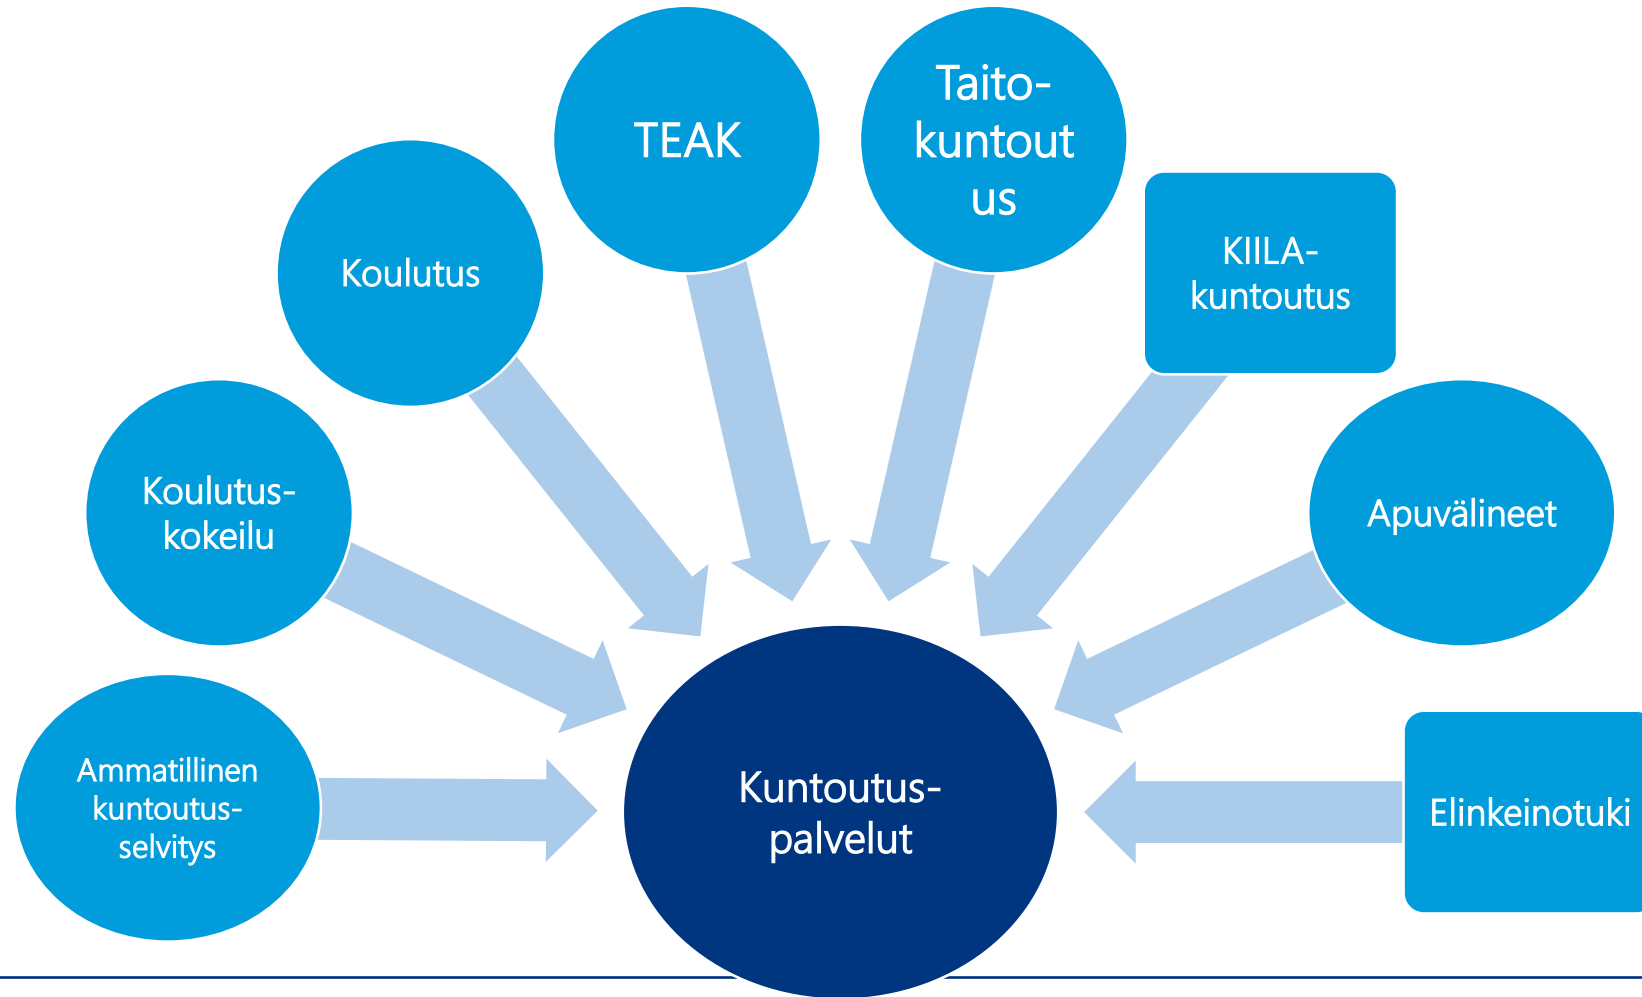 Taito-
kuntout
us
TEAK
KIILA-
kuntoutus
Koulutus
Koulutus-
kokeilu
Apuvälineet
Ammatillinen
kuntoutus-
selvitys
Kuntoutus-
palvelut
Elinkeinotuki